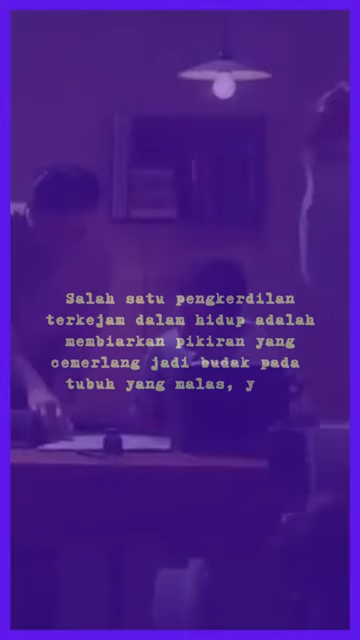 Salah satu pengkerdilan
terkejam dalam hidup adalah
membiarkan pikiran yang
cemerlang jadi budak pada
tubuh yang malas, y